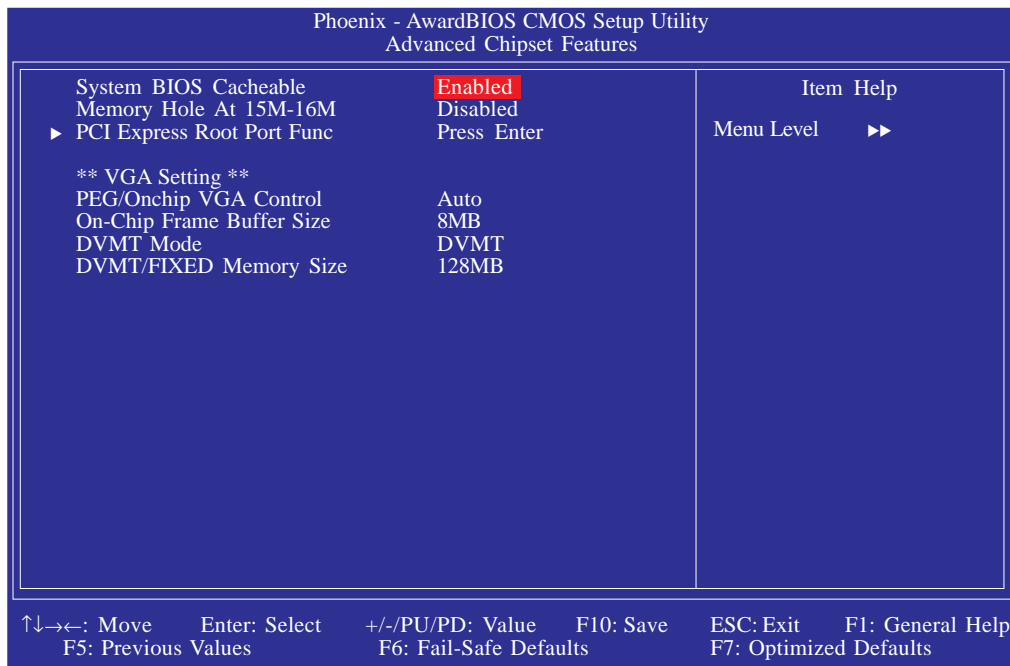 Phoenix - AwardBIOS CMOS Setup Utility
Advanced Chipset Features
System BIOS Cacheable Enabled
Memory Hole At 15M-16M Disabled
▶ PCI Express Root Port Func Press Enter
** VGA Setting **
PEG/Onchip VGA Control Auto
On-Chip Frame Buffer Size 8MB
DVMT Mode DVMT
DVMT/FIXED Memory Size 128MB
Item Help
Menu Level ▶▶
↑↓→←: Move Enter: Select +/-/PU/PD: Value F10: Save ESC: Exit F1: General Help
F5: Previous Values F6: Fail-Safe Defaults F7: Optimized Defaults